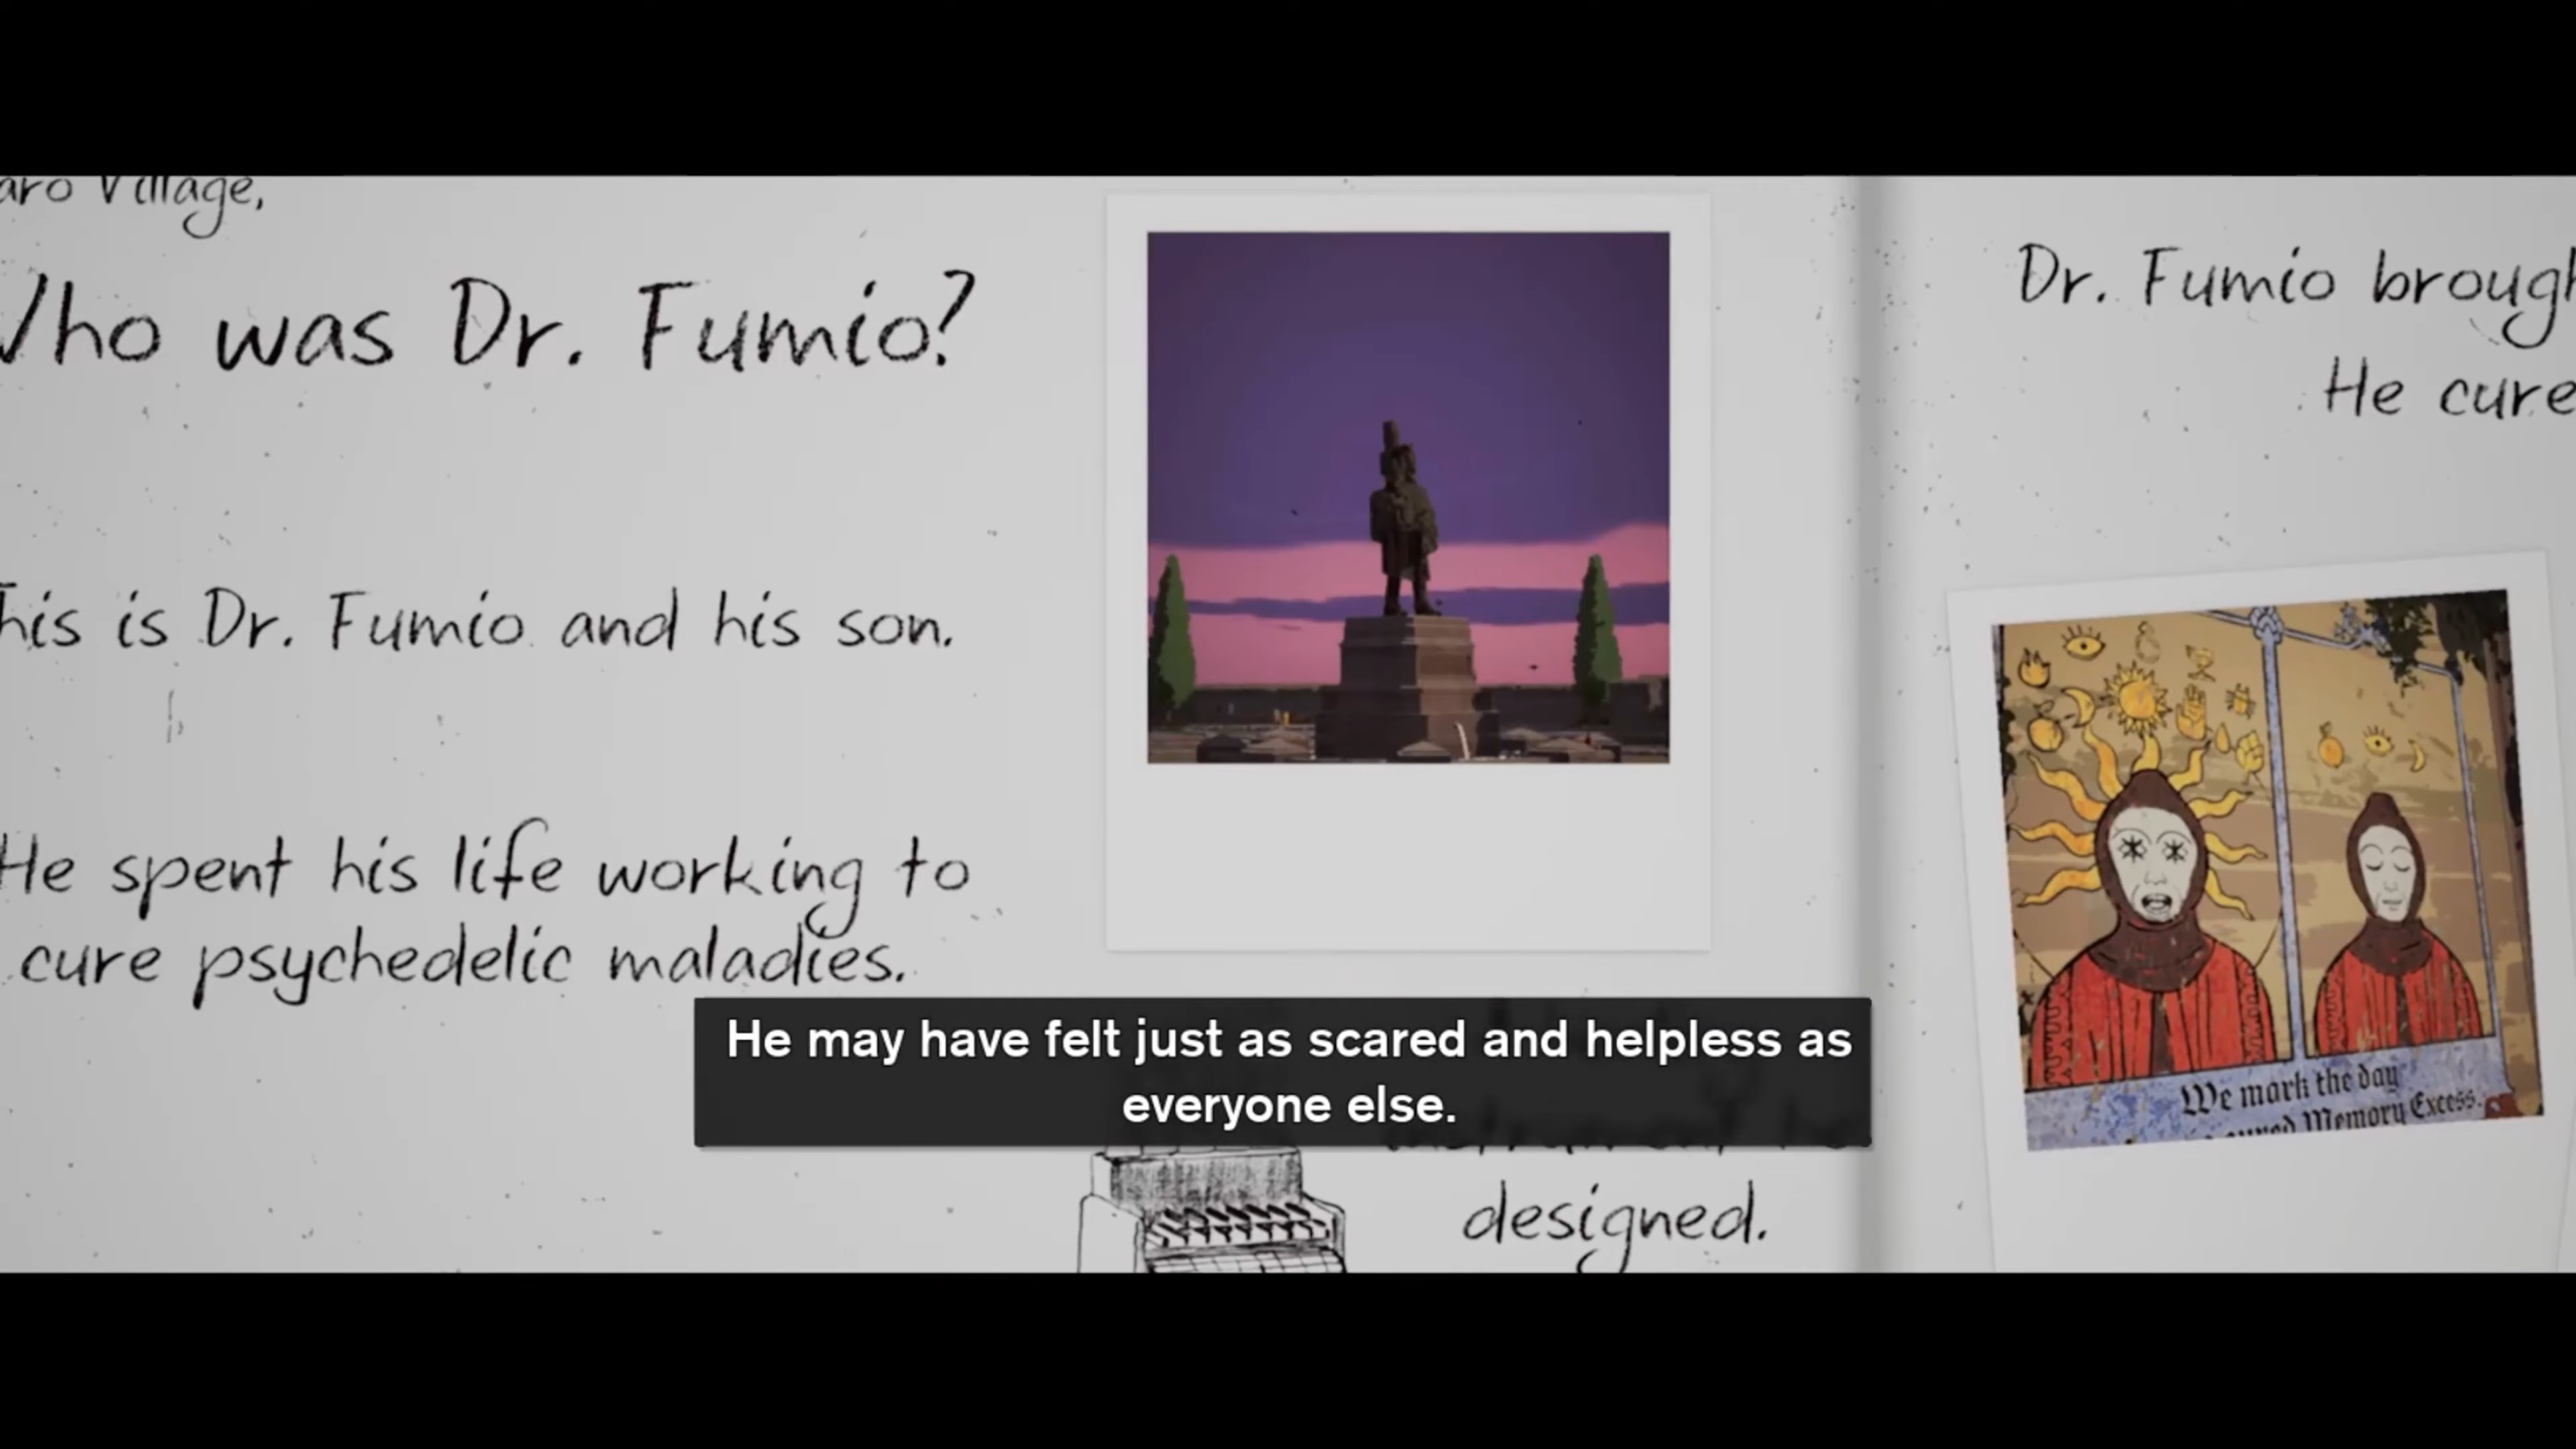 aro Village,
Who was Dr. Fumio?
This is Dr. Fumio and his son.
He spent his life working to
cure psychedelic maladies.
designed.
Dr. Fumio brough
He cure
We mark the day
cured Memory Excess.
He may have felt just as scared and helpless as
everyone else.